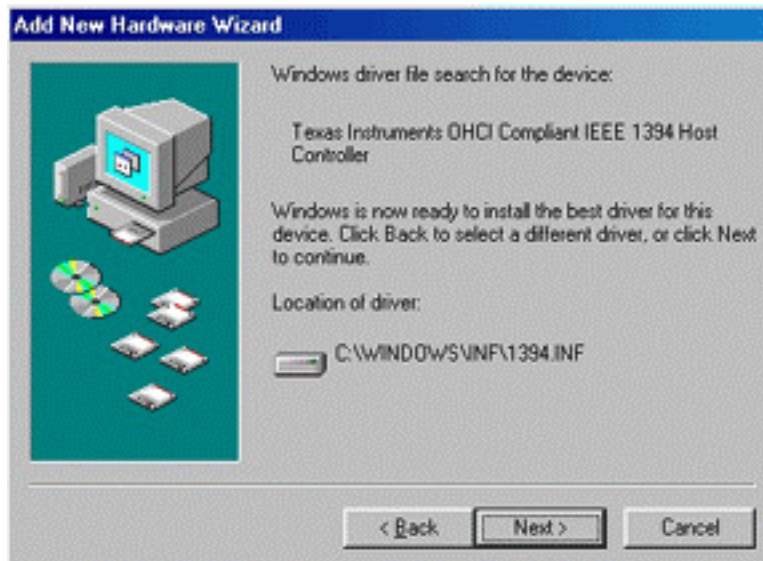 Add New Hardware Wizard
Windows driver file search for the device:
Texas Instruments OHCI Compliant IEEE 1394 Host
Controller
Windows is now ready to install the best driver for this
device. Click Back to select a different driver, or click Next
to continue.
Location of driver:
C:\WINDOWS\INF\1394.INF
< Back
Next >
Cancel